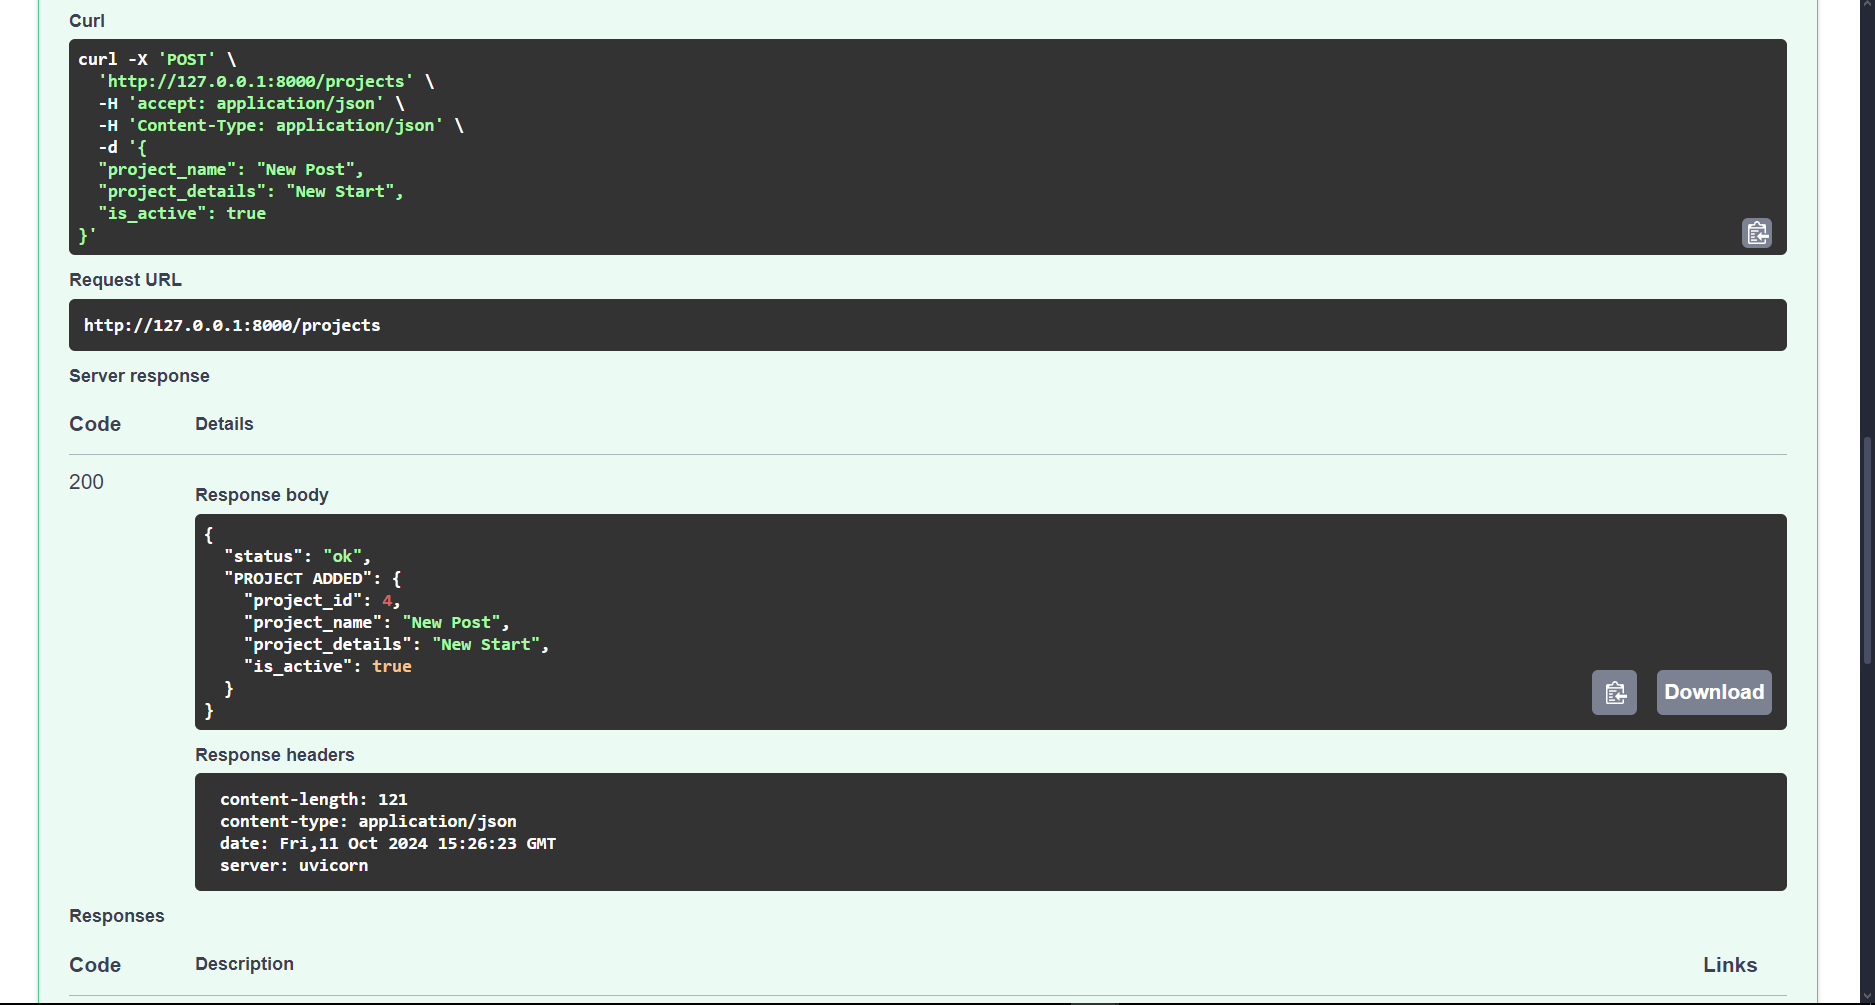 Curl
curl -X 'POST' \
  'http://127.0.0.1:8000/projects' \
  -H 'accept: application/json' \
  -H 'Content-Type: application/json' \
  -d '{
  "project_name": "New Post",
  "project_details": "New Start",
  "is_active": true
}'
Request URL
http://127.0.0.1:8000/projects
Server response
Code Details
200
Response body
{
  "status": "ok",
  "PROJECT ADDED": {
    "project_id": 4,
    "project_name": "New Post",
    "project_details": "New Start",
    "is_active": true
  }
}
Download
Response headers
content-length: 121
content-type: application/json
date: Fri,11 Oct 2024 15:26:23 GMT
server: uvicorn
Responses
Code Description Links